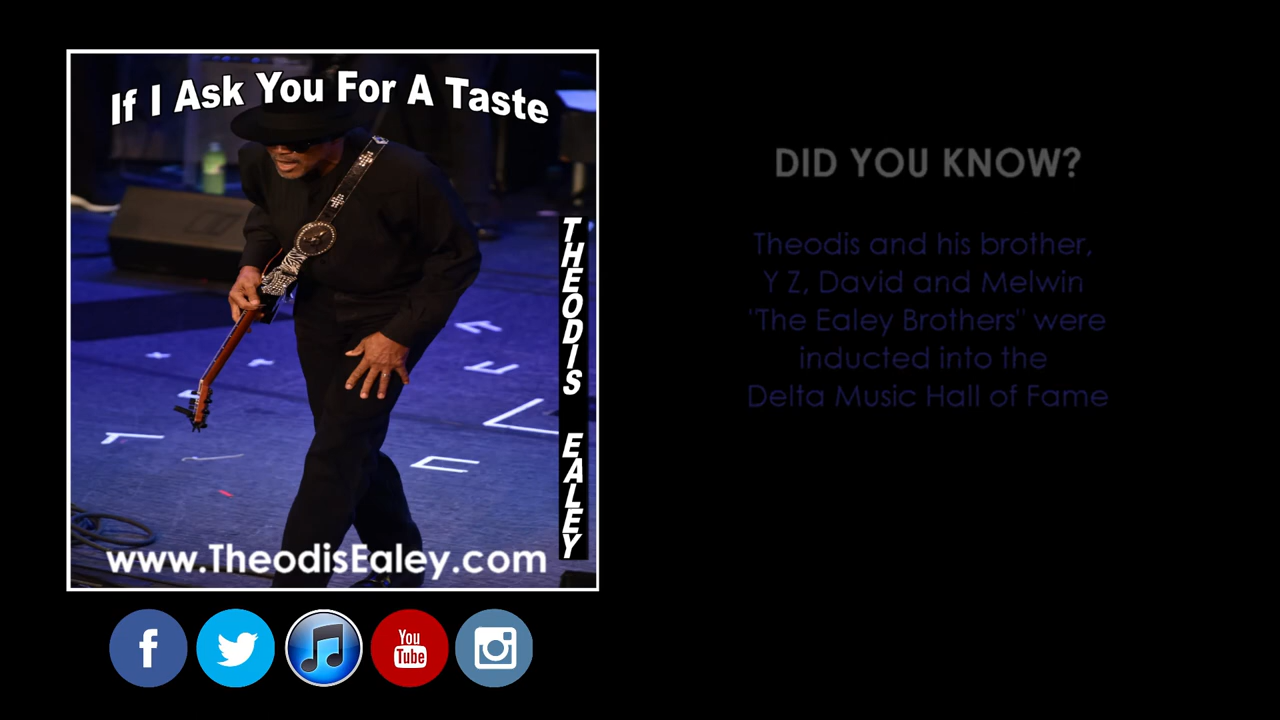 If I Ask You For A Taste
THEODIS EALEY
www.TheodisEaley.com
f
You
Tube
DID YOU KNOW?
Theodis and his brother,
Y Z, David and Melwin
"The Ealey Brothers" were
inducted into the
Delta Music Hall of Fame